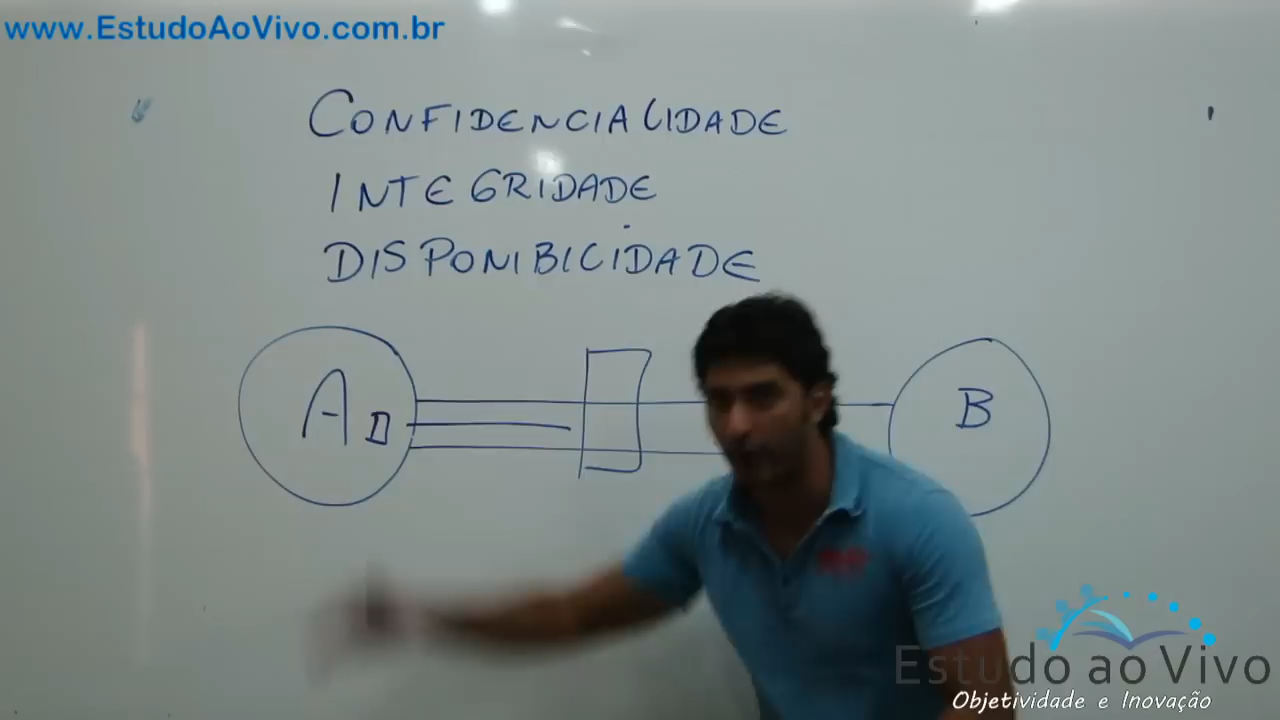 www.EstudoAoVivo.com.br
CONFIDENCIALIDADE
INTEGRIDADE
DISPONIBICIDADE
A D
B
Estudo ao Vivo
Objetividade e Inovação